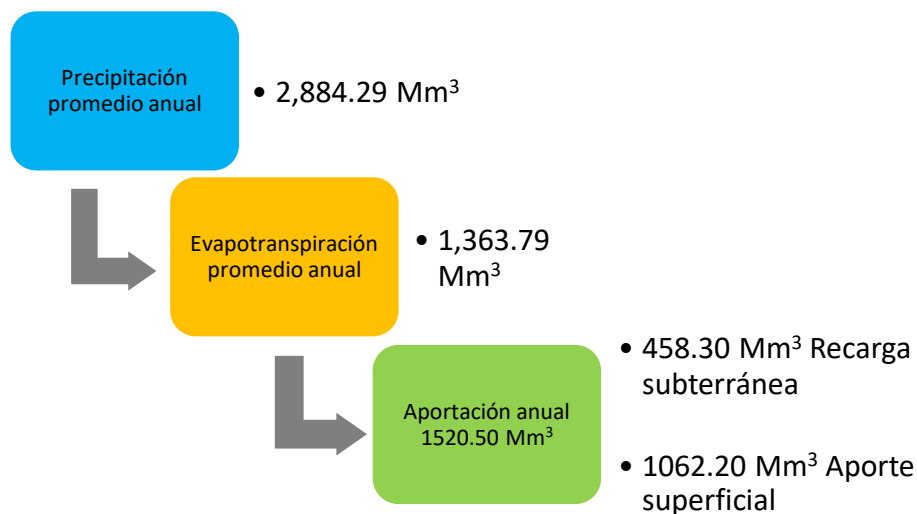 Precipitación
promedio anual
• 2,884.29 Mm³
Evapotranspiración
promedio anual
• 1,363.79
Mm³
Aportación anual
1520.50 Mm³
• 458.30 Mm³ Recarga
subterránea
• 1062.20 Mm³ Aporte
superficial